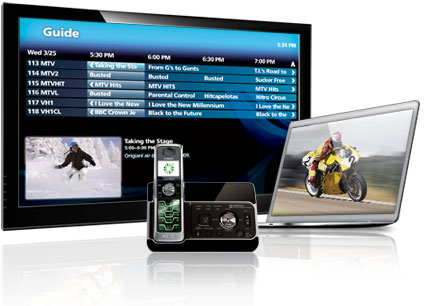 Guide
5:34 PM
Wed 3/25 5:30 PM 6:00 PM 6:30 PM 7:00 PM
113 MTV Taking the Sta From G's to Gents T.I.'s Road to
114 MTV2 Busted Busted Busted Sucker Free
115 MTVHIT MTV Hits MTV HITS MTV Hits
116 MTVL Busted Parental Control Hitcapelotas Nitro Circus
117 VH1 I Love the New I Love the New Millennium I Love the Ne
118 VH1CL BBC Crown Je Black to the Future Black to the
Taking the Stage
5:00–6:00 PM
2009